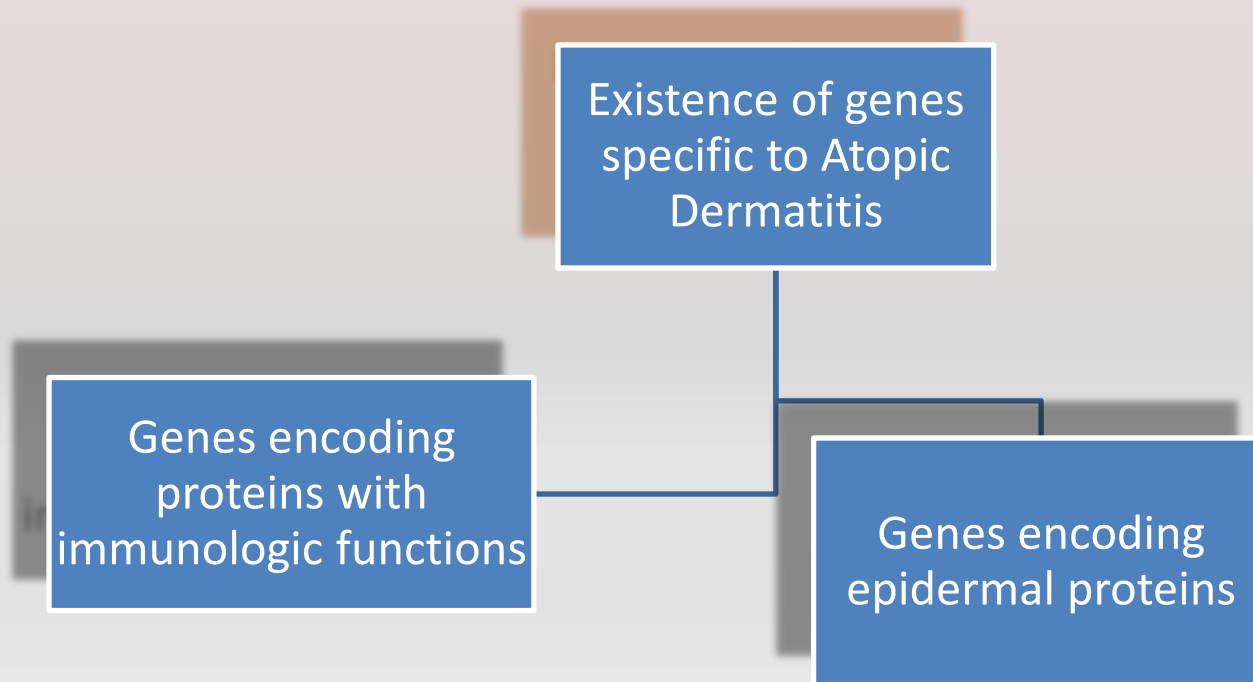 Existence of genes
specific to Atopic
Dermatitis
Genes encoding
proteins with
immunologic functions
Genes encoding
epidermal proteins